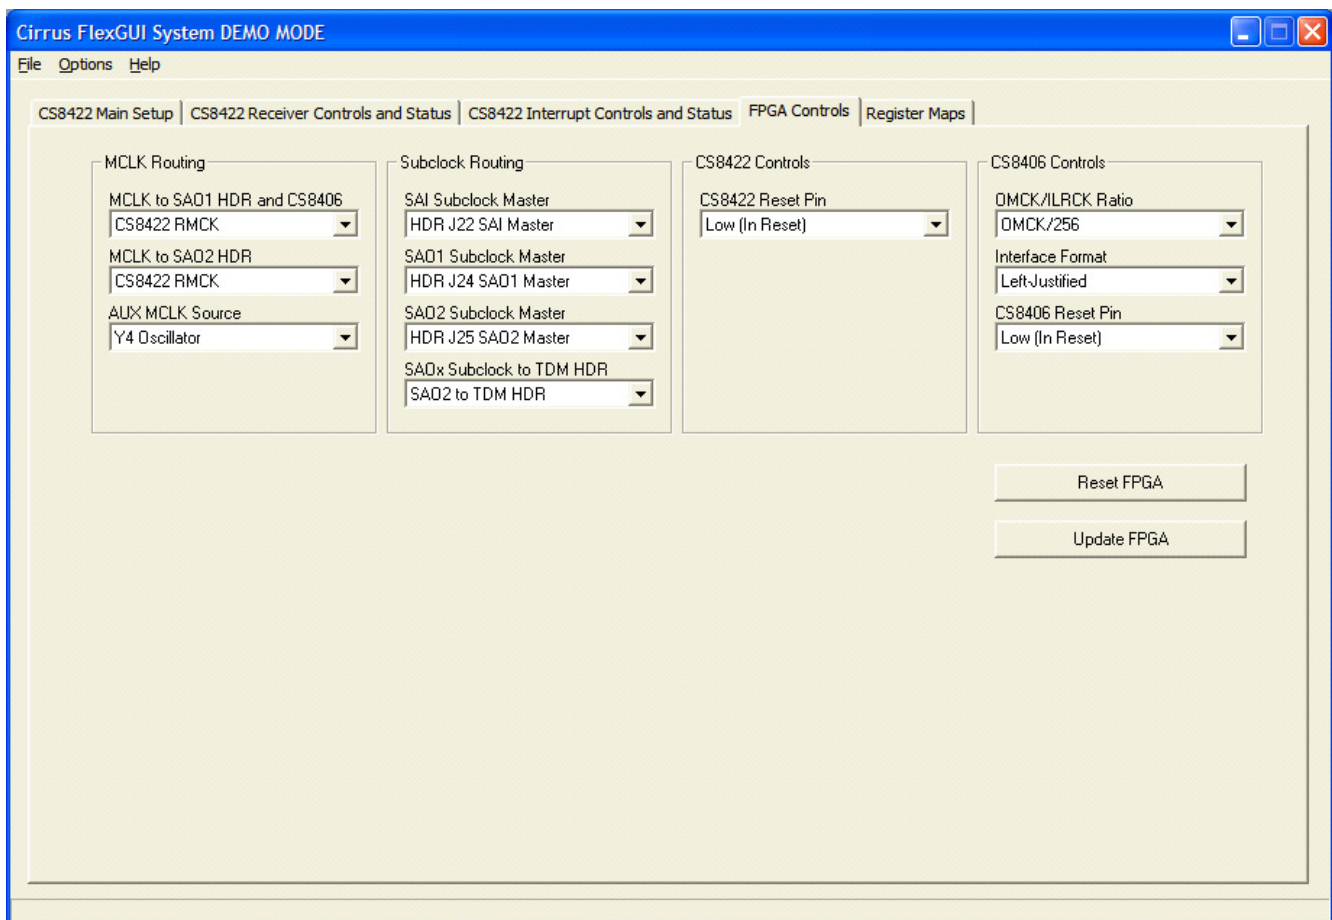 Cirrus FlexGUI System DEMO MODE
File Options Help
CS8422 Main Setup CS8422 Receiver Controls and Status CS8422 Interrupt Controls and Status FPGA Controls Register Maps
MCLK Routing
MCLK to SAO1 HDR and CS8406
CS8422 RMCK
MCLK to SAO2 HDR
CS8422 RMCK
AUX MCLK Source
Y4 Oscillator
Subclock Routing
SAI Subclock Master
HDR J22 SAI Master
SAO1 Subclock Master
HDR J24 SAO1 Master
SAO2 Subclock Master
HDR J25 SAO2 Master
SAOx Subclock to TDM HDR
SAO2 to TDM HDR
CS8422 Controls
CS8422 Reset Pin
Low (In Reset)
CS8406 Controls
OMCK/ILRCK Ratio
OMCK/256
Interface Format
Left-Justified
CS8406 Reset Pin
Low (In Reset)
Reset FPGA
Update FPGA